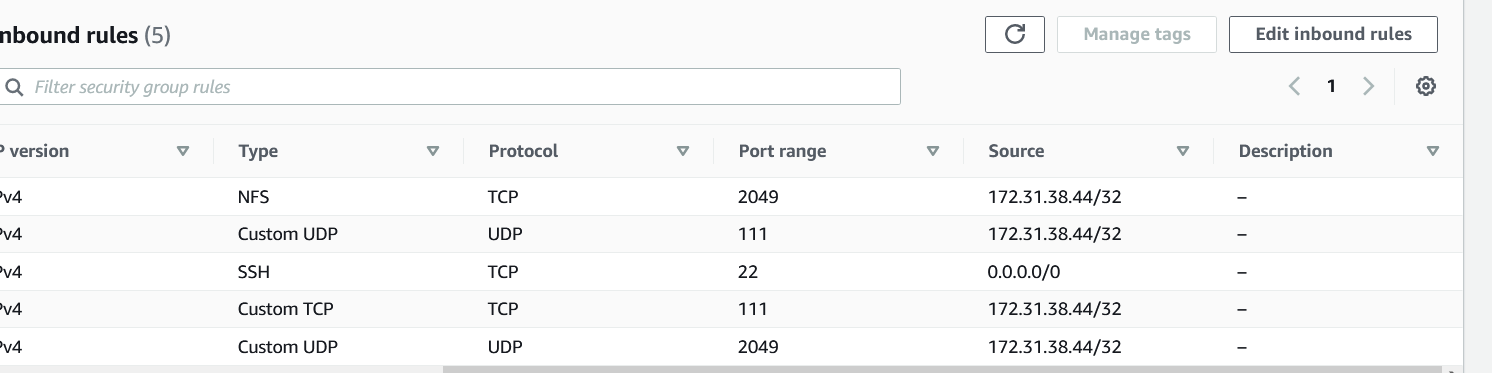 nbound rules (5)
Manage tags
Edit inbound rules
Filter security group rules
1
P version Type Protocol Port range Source Description
Pv4 NFS TCP 2049 172.31.38.44/32 –
Pv4 Custom UDP UDP 111 172.31.38.44/32 –
Pv4 SSH TCP 22 0.0.0.0/0 –
Pv4 Custom TCP TCP 111 172.31.38.44/32 –
Pv4 Custom UDP UDP 2049 172.31.38.44/32 –